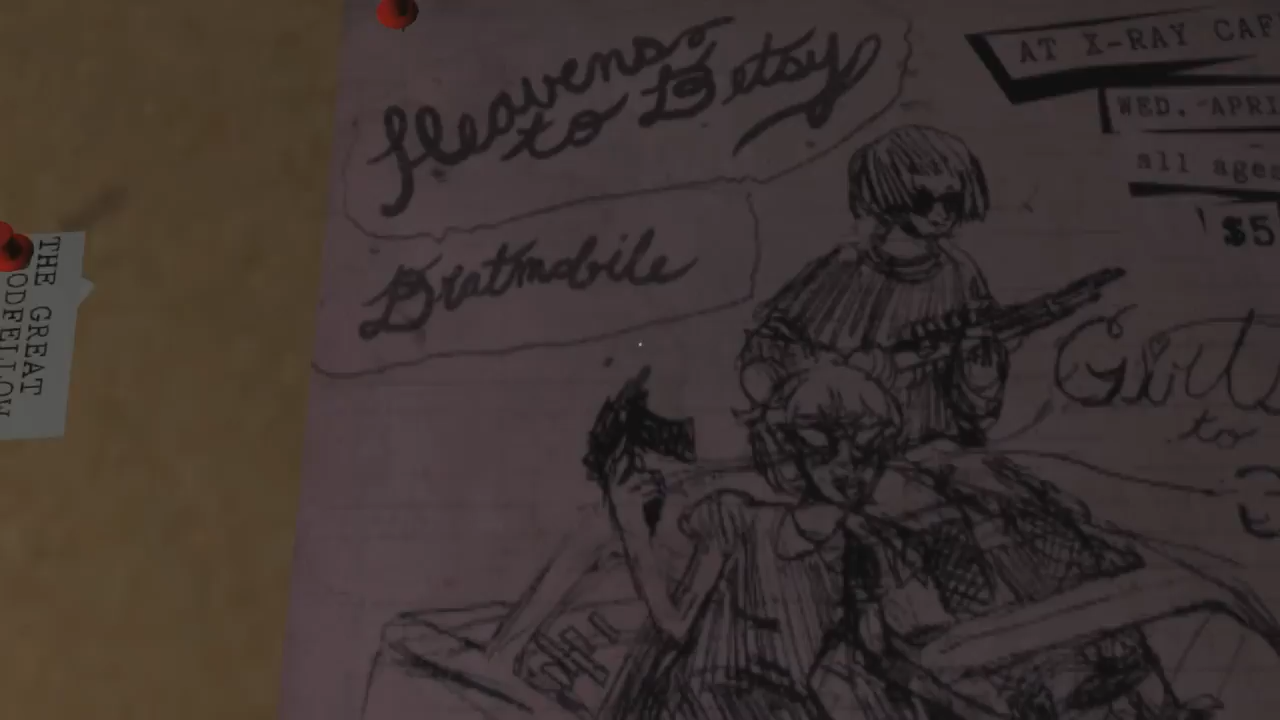 Heavens
to Betsy
Bratmobile
AT X-RAY CAF
WED. APRI
all ages
$5
Girls
to
THE GREAT
ODFELLOW